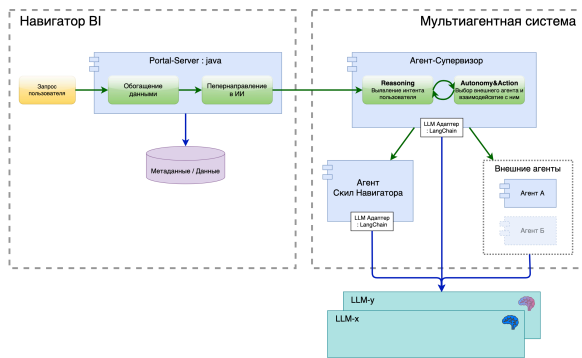 Навигатор BI
Мультиагентная система
Portal-Server : java
Агент-Супервизор
Запрос
пользователя
Обогащение
данными
Пепернаправление
в ИИ
Reasoning
Выявление интента
пользователя
Autonomy&Action
Выбор внешнего агента и
взаимодействие с ним
LLM Адаптер
: LangChain
Метаданные / Данные
Агент
Скил Навигатора
LLM Адаптер
: LangChain
Внешние агенты
Агент А
Агент Б
LLM-y
LLM-x